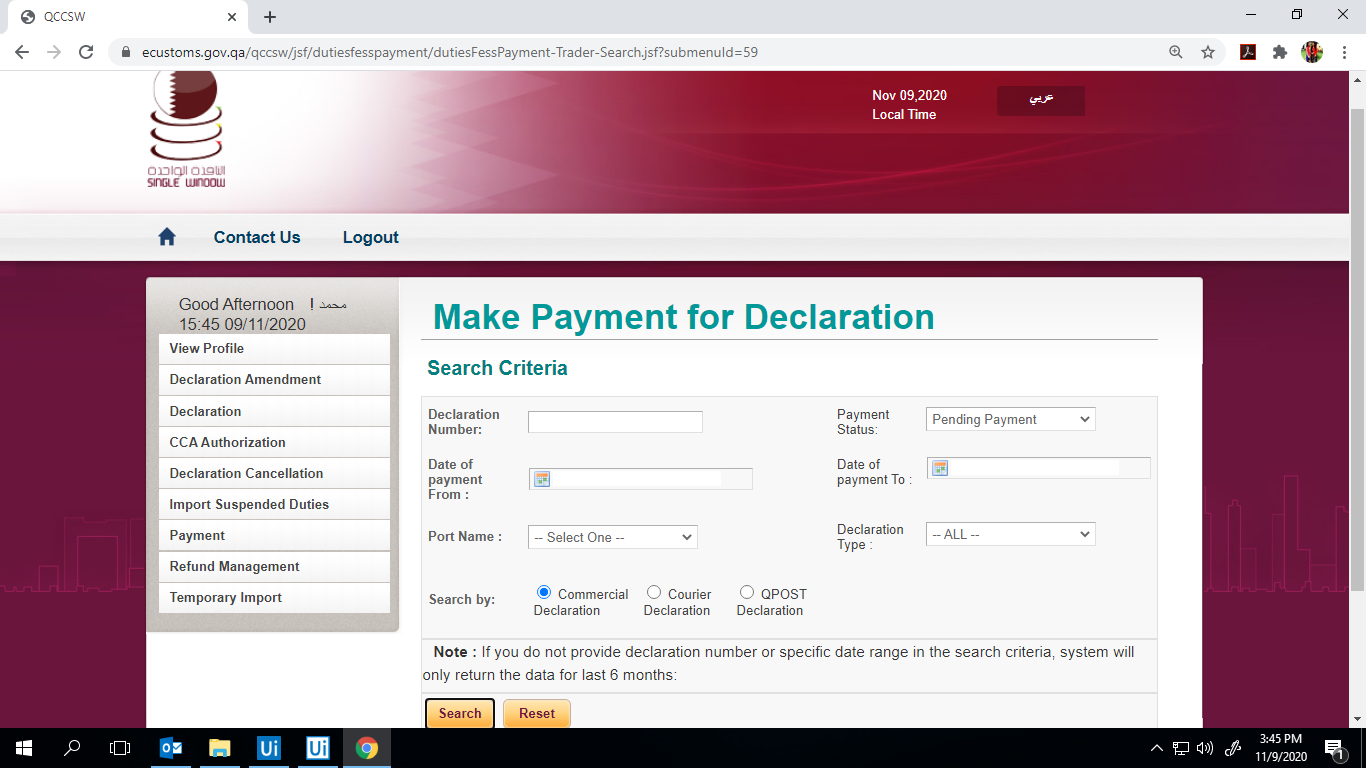 QCCSW
ecustoms.gov.qa/qccsw/jsf/dutiesfesspayment/dutiesFessPayment-Trader-Search.jsf?submenuId=59
Nov 09,2020
Local Time
عربي
النافذة الواحدة
SINGLE WINDOW
Contact Us
Logout
Good Afternoon محمد !
15:45 09/11/2020
View Profile
Declaration Amendment
Declaration
CCA Authorization
Declaration Cancellation
Import Suspended Duties
Payment
Refund Management
Temporary Import
Make Payment for Declaration
Search Criteria
Declaration
Number:
Payment
Status:
Pending Payment
Date of
payment
From :
Date of
payment To :
Port Name :
-- Select One --
Declaration
Type :
-- ALL --
Search by:
Commercial
Declaration
Courier
Declaration
QPOST
Declaration
Note : If you do not provide declaration number or specific date range in the search criteria, system will
only return the data for last 6 months:
Search
Reset
Ui
Ui
3:45 PM
11/9/2020
1